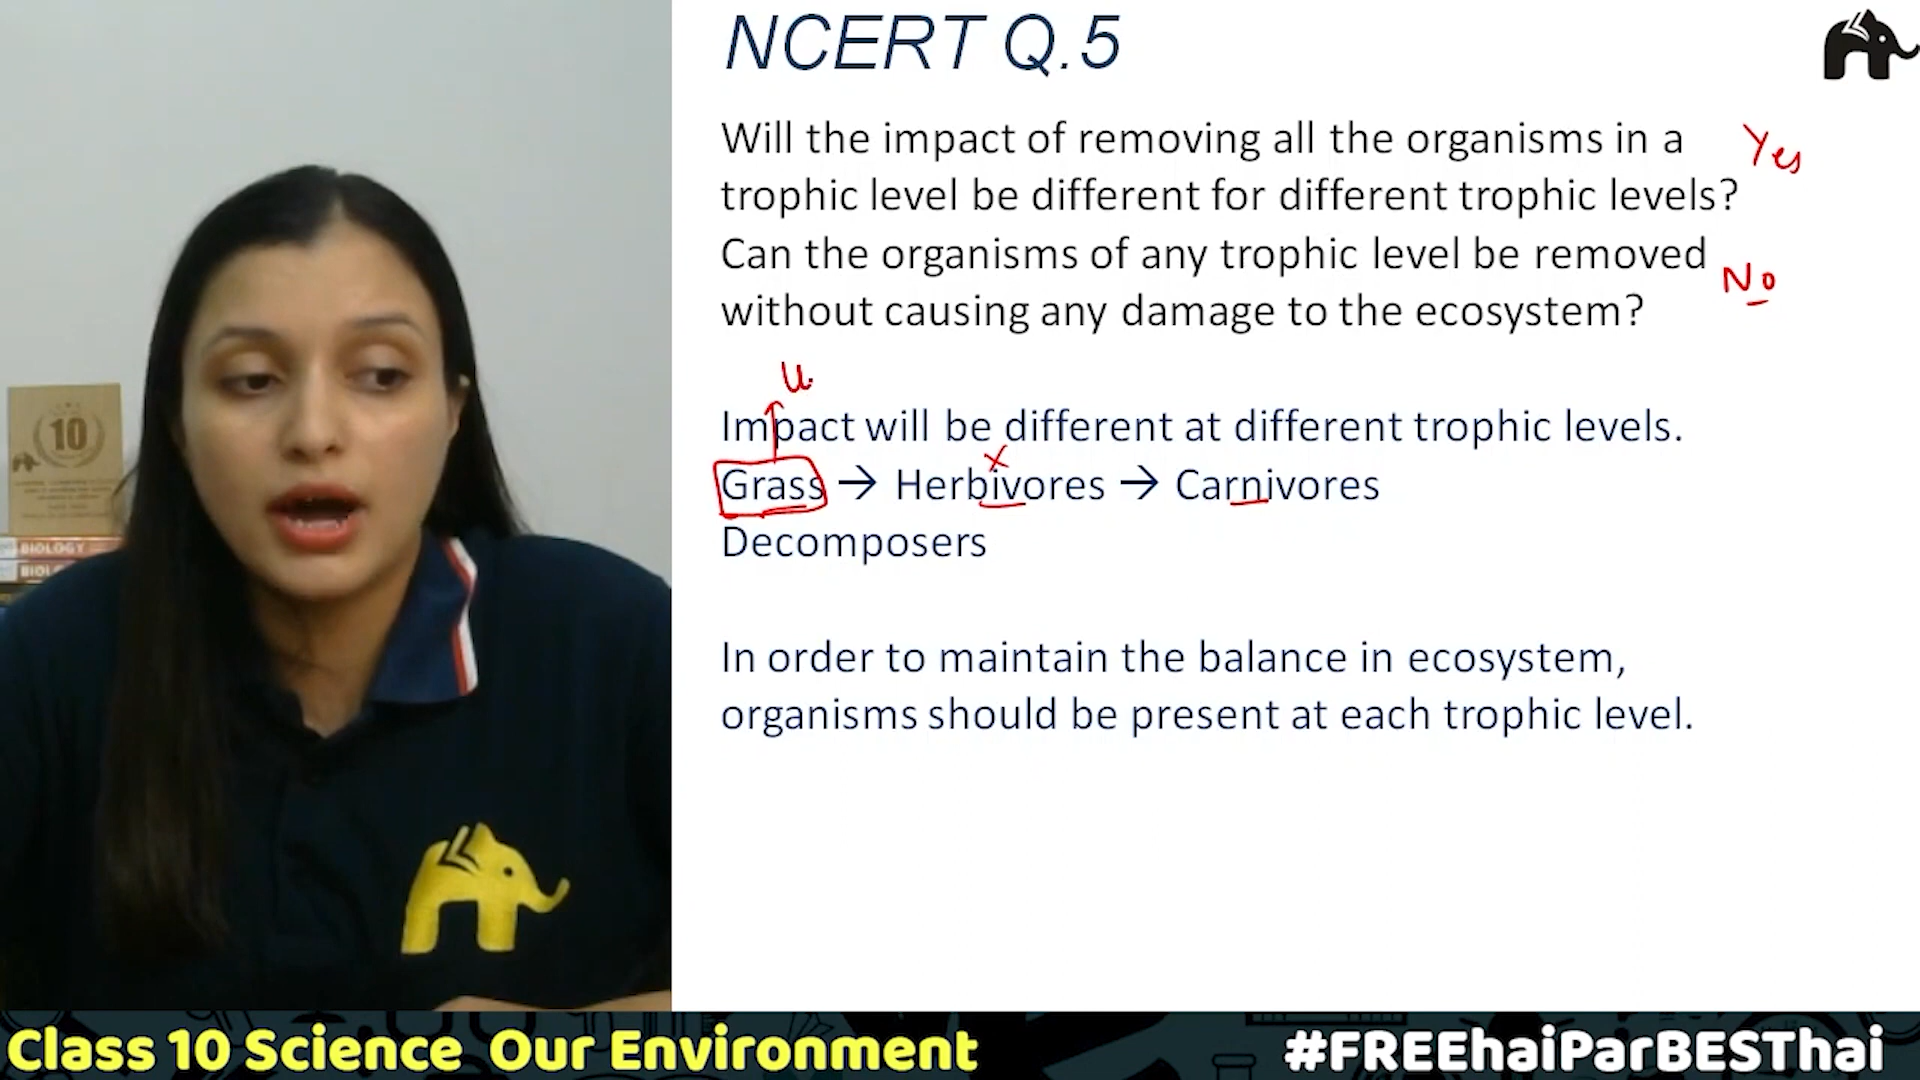 NCERT Q.5
Will the impact of removing all the organisms in a
trophic level be different for different trophic levels?
Yes
Can the organisms of any trophic level be removed
without causing any damage to the ecosystem?
No
Impact will be different at different trophic levels.
Grass → Herbivores → Carnivores
Decomposers
In order to maintain the balance in ecosystem,
organisms should be present at each trophic level.
10
BIOLOGY
Class 10 Science Our Environment
#FREEhaiParBESThai